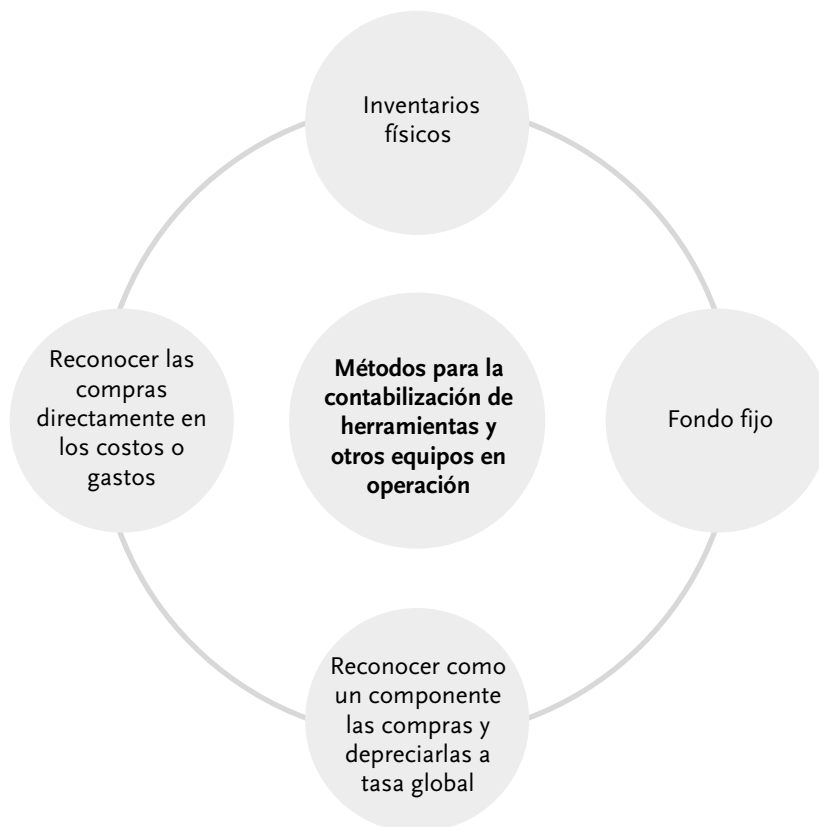 Inventarios
físicos
Reconocer las
compras
directamente en
los costos o
gastos
Métodos para la
contabilización de
herramientas y
otros equipos en
operación
Fondo fijo
Reconocer como
un componente
las compras y
depreciarlas a
tasa global